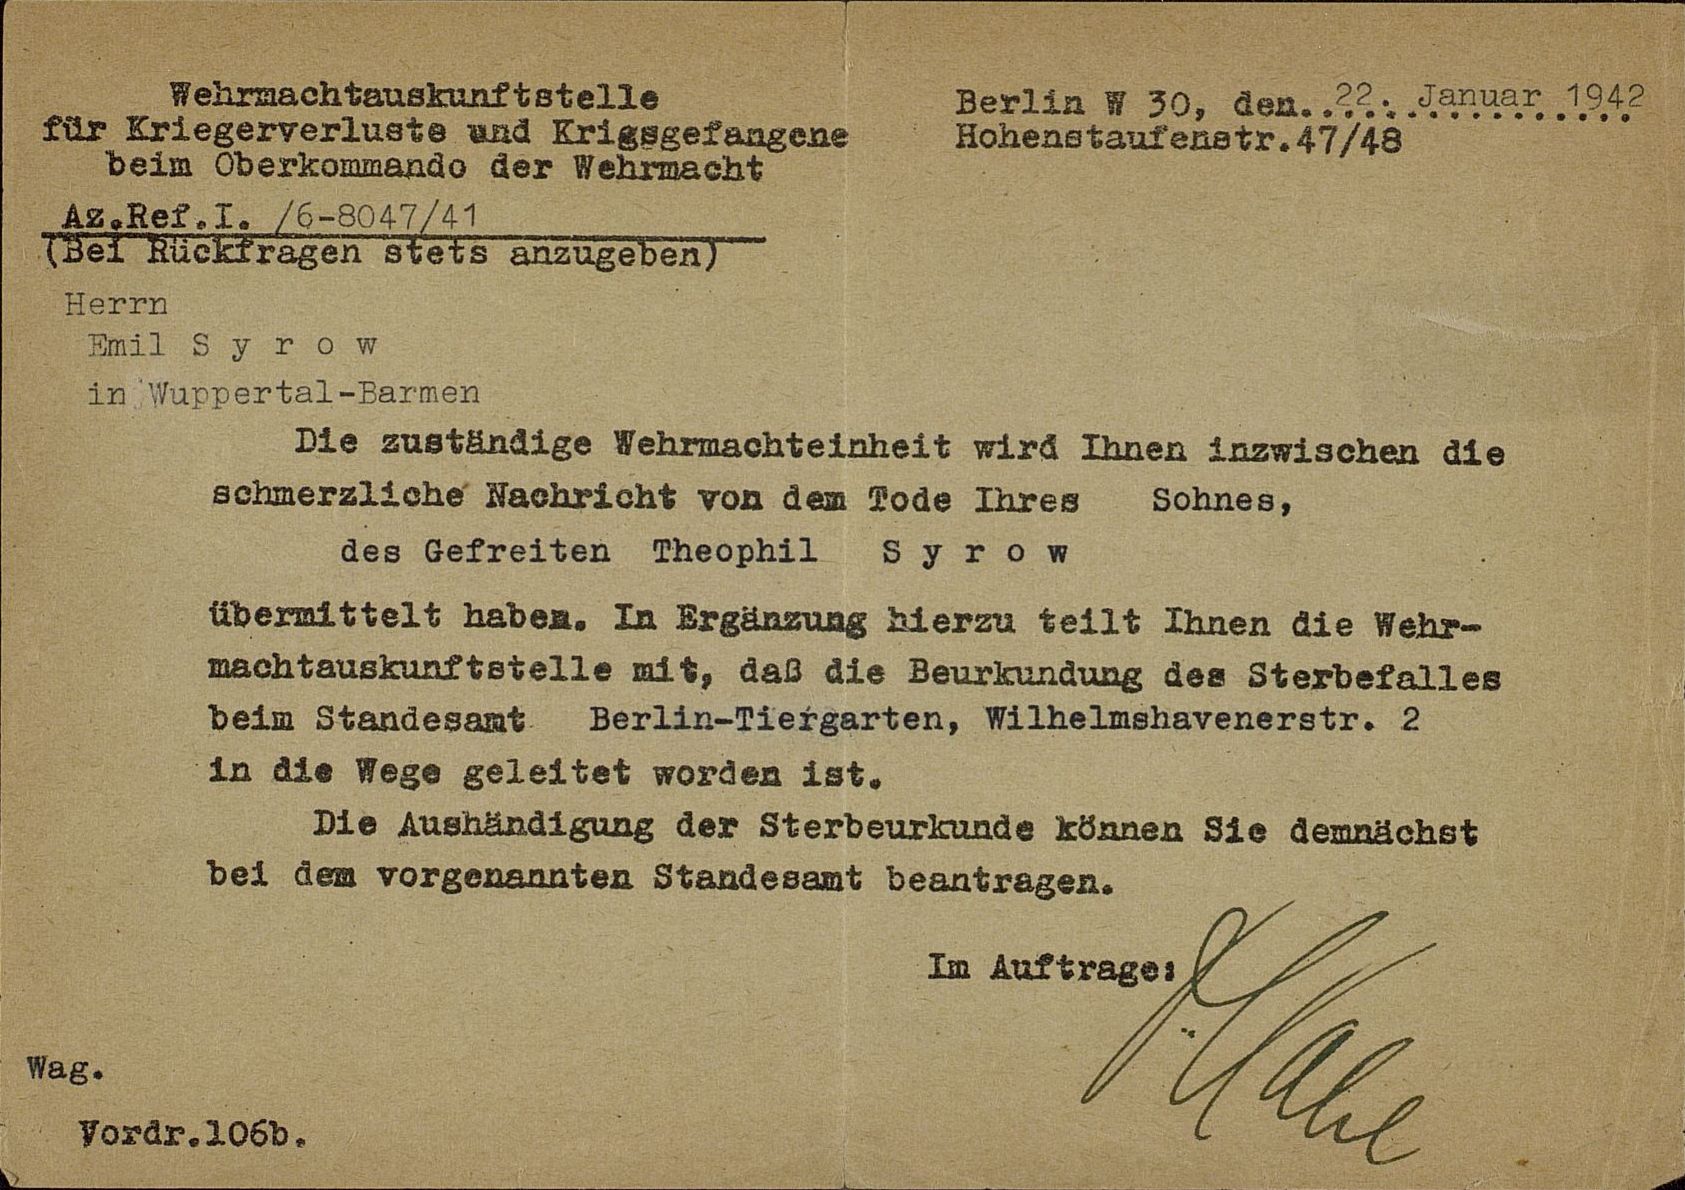 Wehrmachtauskunftstelle
für Kriegerverluste und Krigsgefangene
beim Oberkommando der Wehrmacht
Az.Ref.I. /6-8047/41
(Bei Rückfragen stets anzugeben)
Berlin W 30, den..22. Januar 1942
Hohenstaufenstr.47/48
Herrn
Emil S y r o w
in Wuppertal-Barmen
Die zuständige Wehrmachteinheit wird Ihnen inzwischen die
schmerzliche Nachricht von dem Tode Ihres Sohnes,
des Gefreiten Theophil S y r o w
übermittelt haben. In Ergänzung hierzu teilt Ihnen die Wehr-
machtauskunftstelle mit, daß die Beurkundung des Sterbefalles
beim Standesamt Berlin-Tiergarten, Wilhelmshavenerstr. 2
in die Wege geleitet worden ist.
Die Aushändigung der Sterbeurkunde können Sie demnächst
bei dem vorgenannten Standesamt beantragen.
Im Auftrage:
Wag.
Vordr.106b.